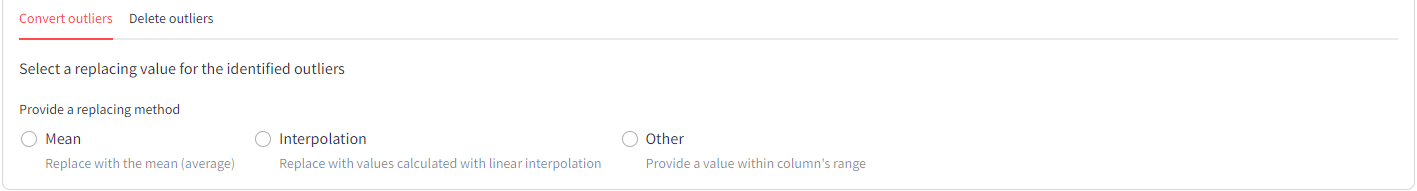 Convert outliers Delete outliers
Select a replacing value for the identified outliers
Provide a replacing method
Mean Interpolation Other
Replace with the mean (average) Replace with values calculated with linear interpolation Provide a value within column's range